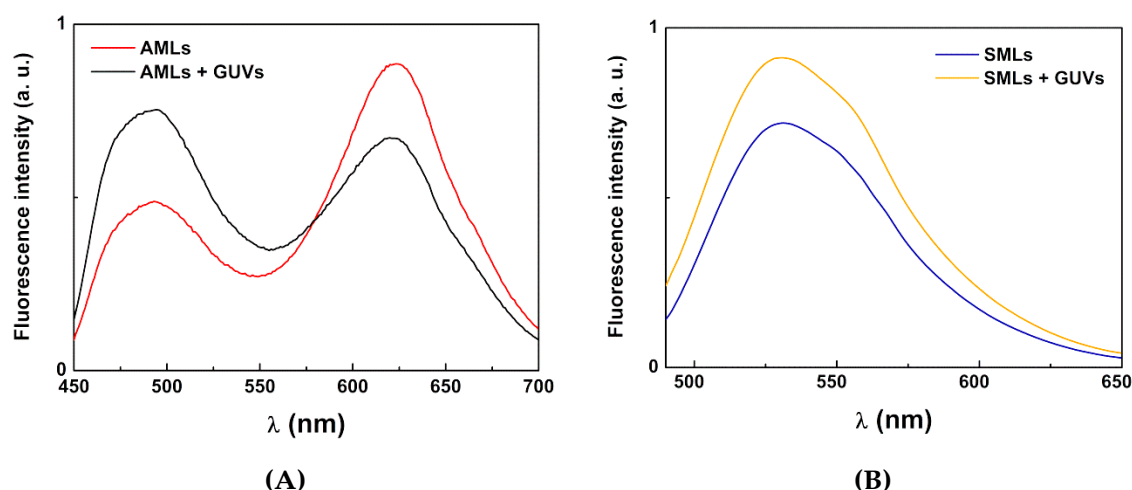 1
AMLs
AMLs + GUVs
Fluorescence intensity (a. u.)
0
450 500 550 600 650 700
λ (nm)
(A)
1
SMLs
SMLs + GUVs
Fluorescence intensity (a. u.)
0
500 550 600 650
λ (nm)
(B)